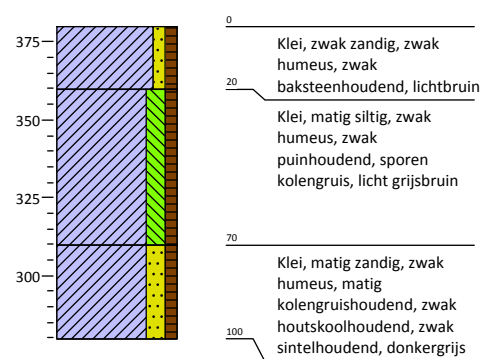 375
350
325
300
0
Klei, zwak zandig, zwak
humeus, zwak
baksteenhoudend, lichtbruin
20
Klei, matig siltig, zwak
humeus, zwak
puinhoudend, sporen
kolengruis, licht grijsbruin
70
Klei, matig zandig, zwak
humeus, matig
kolengruishoudend, zwak
houtskoolhoudend, zwak
sintelhoudend, donkergrijs
100